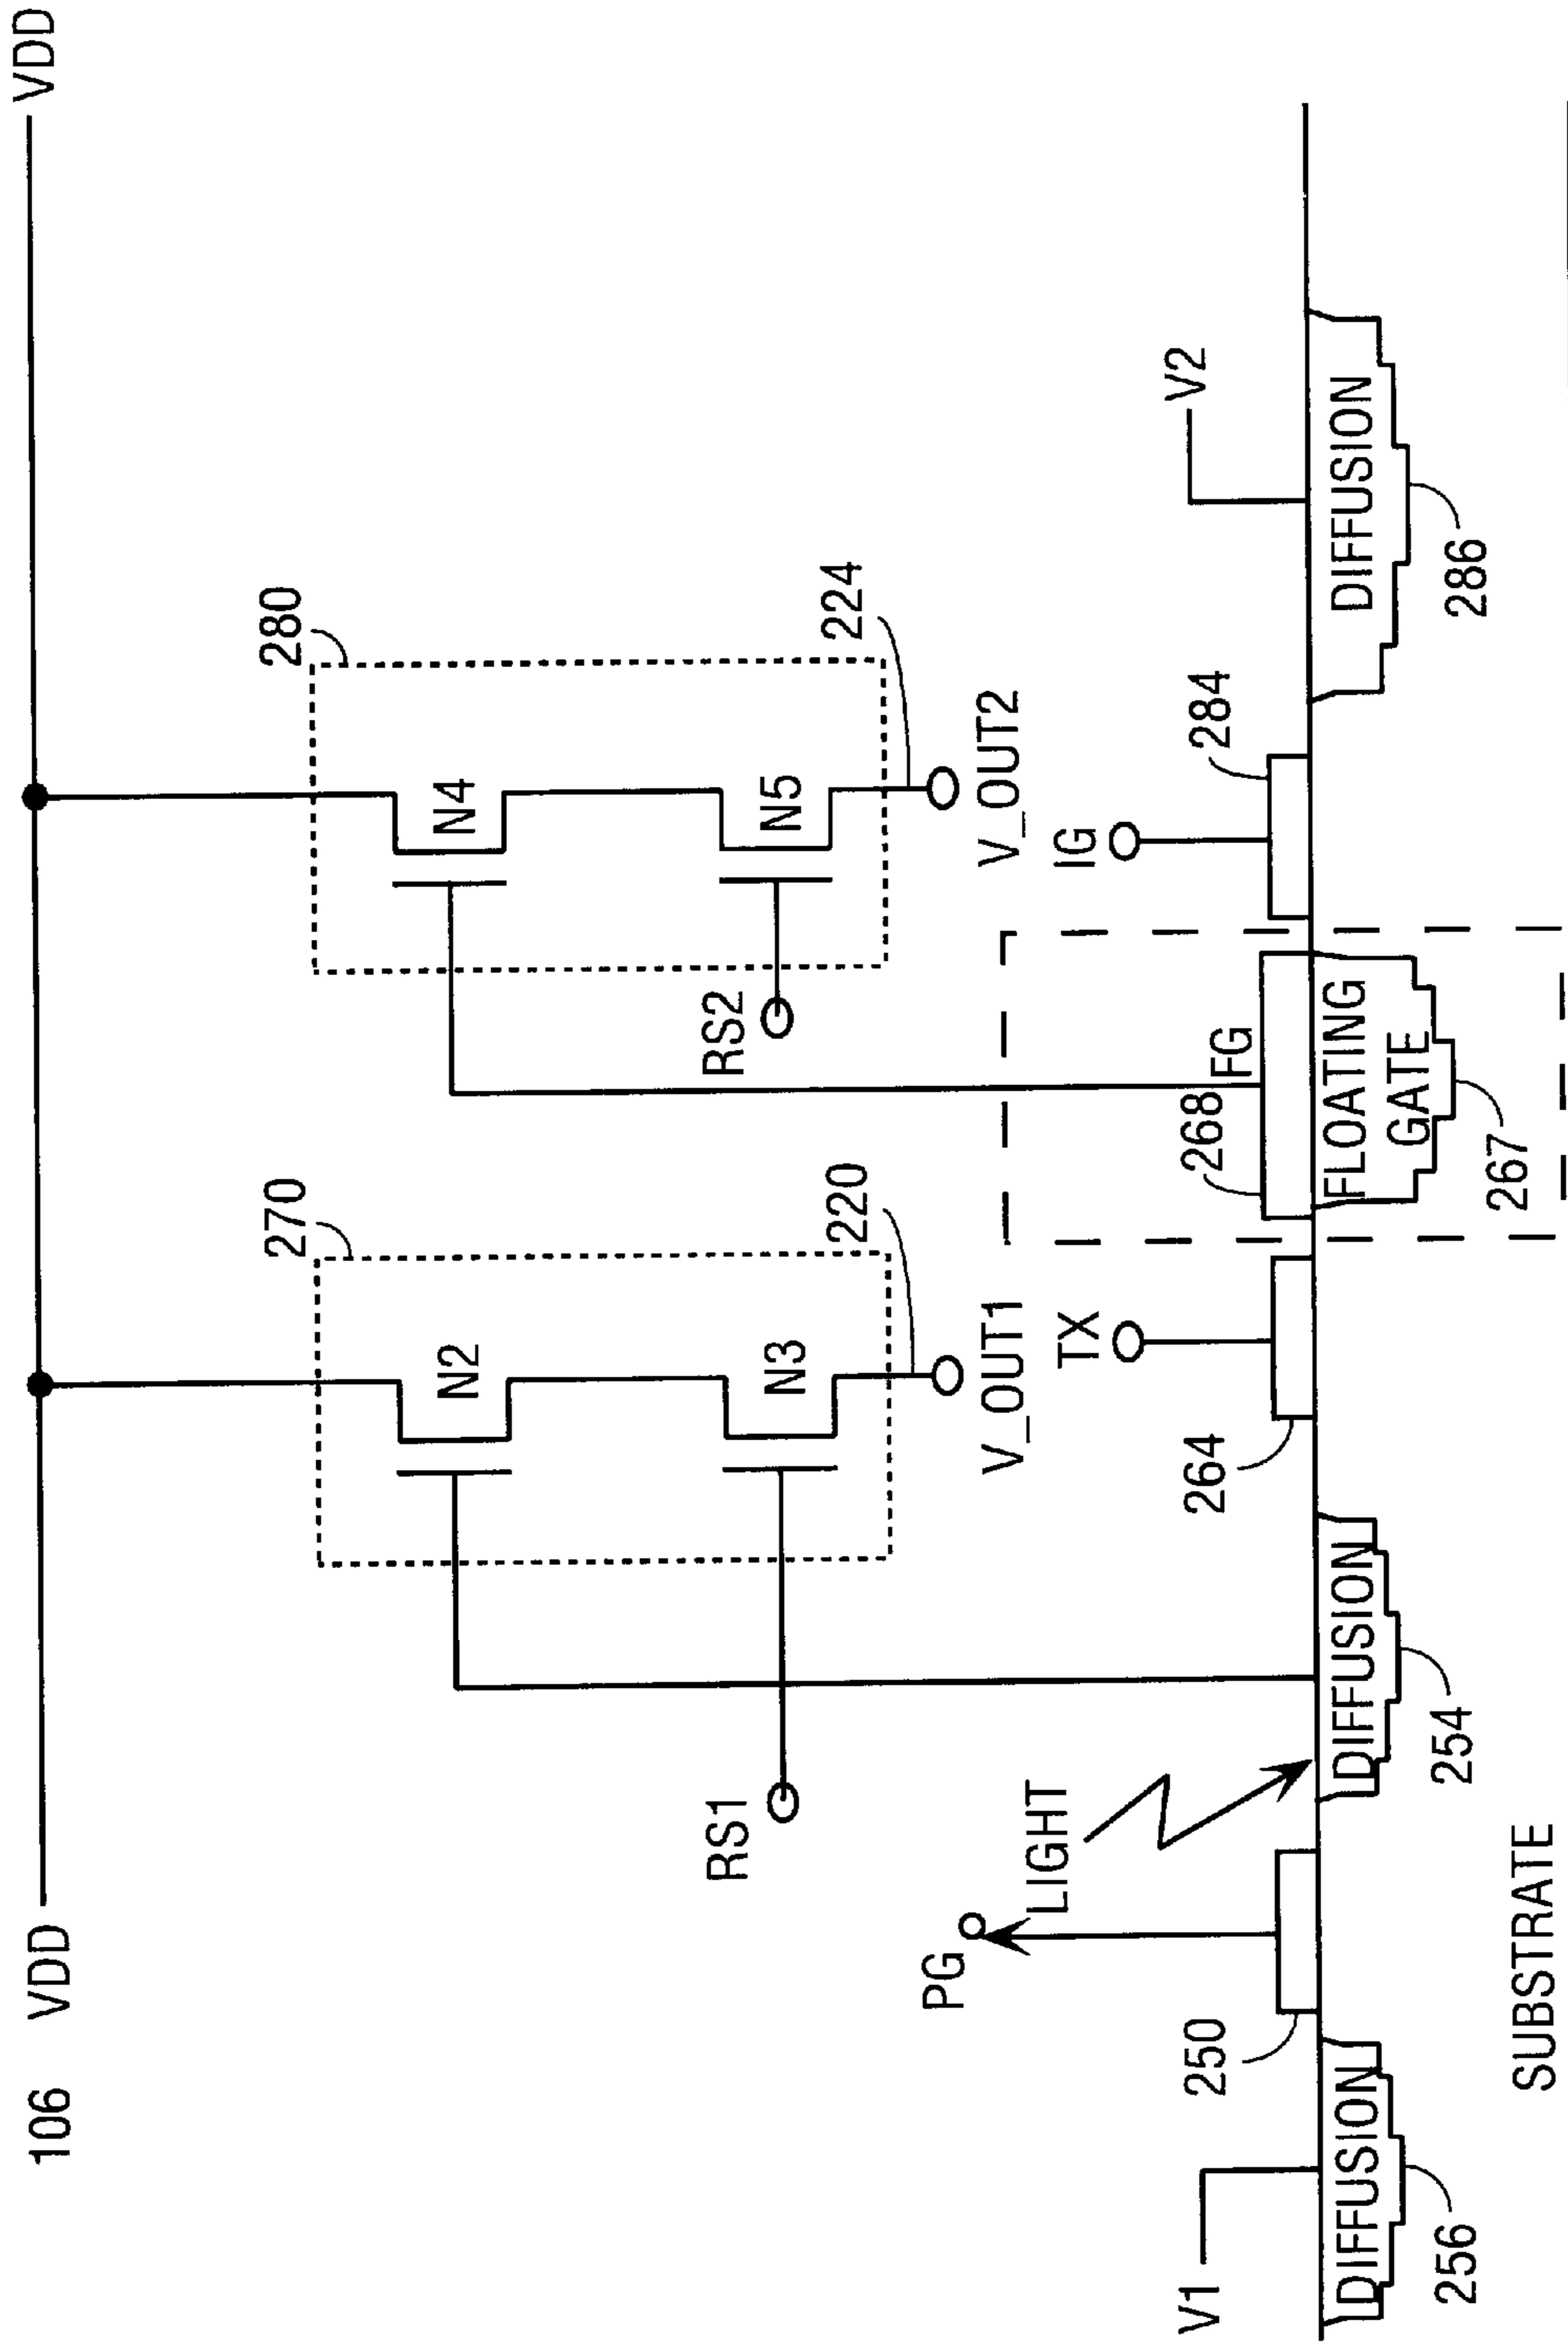 106 VDD
VDD
270
280
N2
N4
RS1
N3
RS2
N5
220
224
PG
V_OUT1
V_OUT2
LIGHT
TX
IG
V1
250
264
268
FG
284
V2
DIFFUSION
DIFFUSION
FLOATING
GATE
DIFFUSION
256
254
267
286
SUBSTRATE